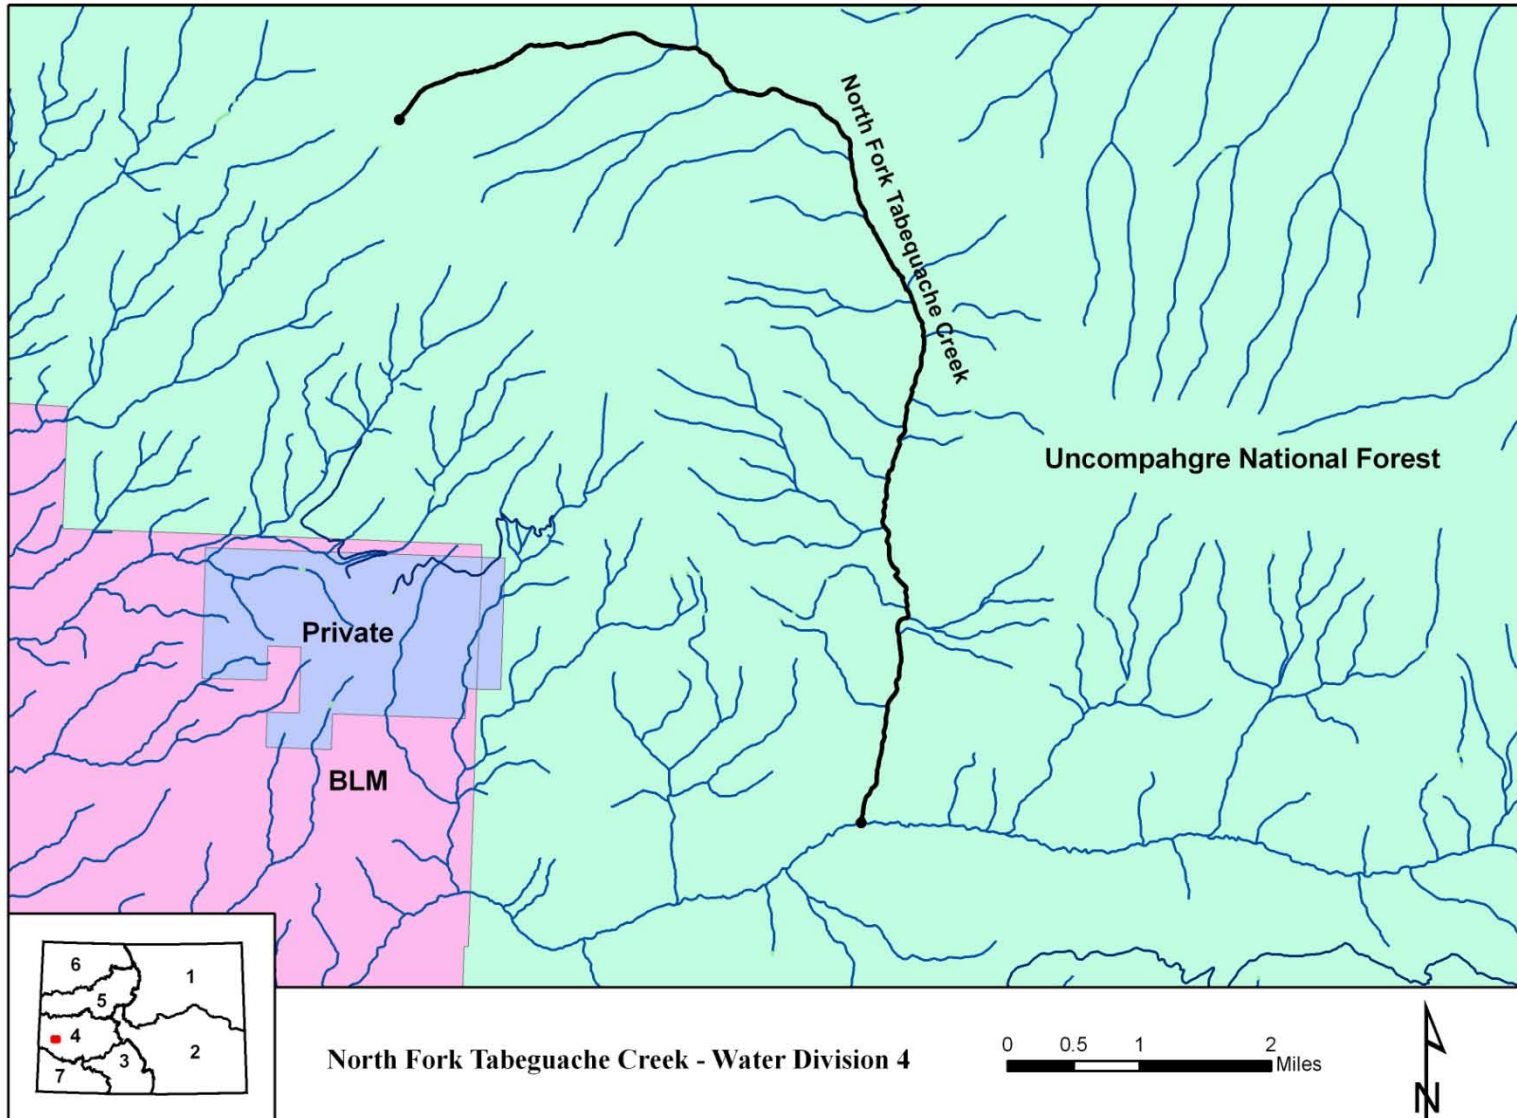 North Fork Tabequache Creek
Uncompahgre National Forest
Private
BLM
6
1
5
4
2
3
7
North Fork Tabeguache Creek - Water Division 4
0 0.5 1 2
Miles
N